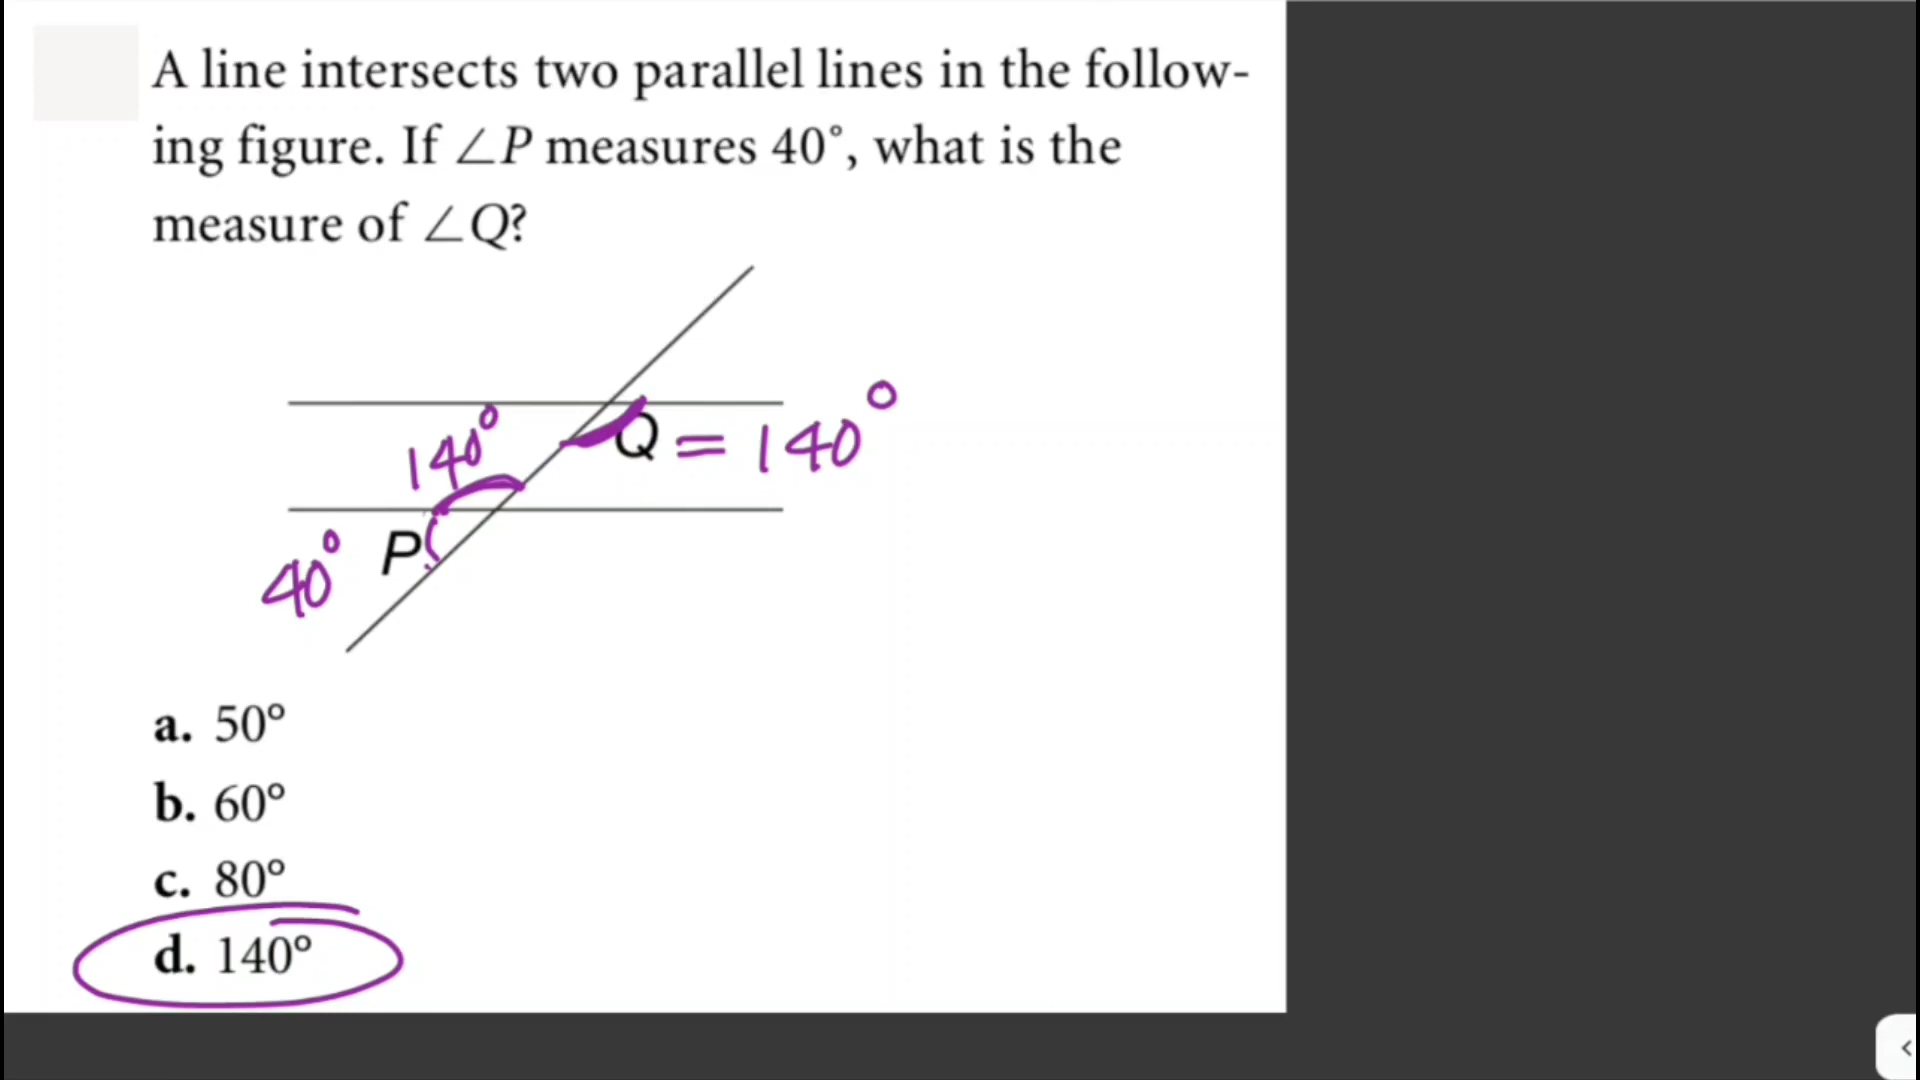 A line intersects two parallel lines in the follow-
ing figure. If ∠P measures 40°, what is the
measure of ∠Q?
140°
Q = 140°
40° P
a. 50°
b. 60°
c. 80°
d. 140°